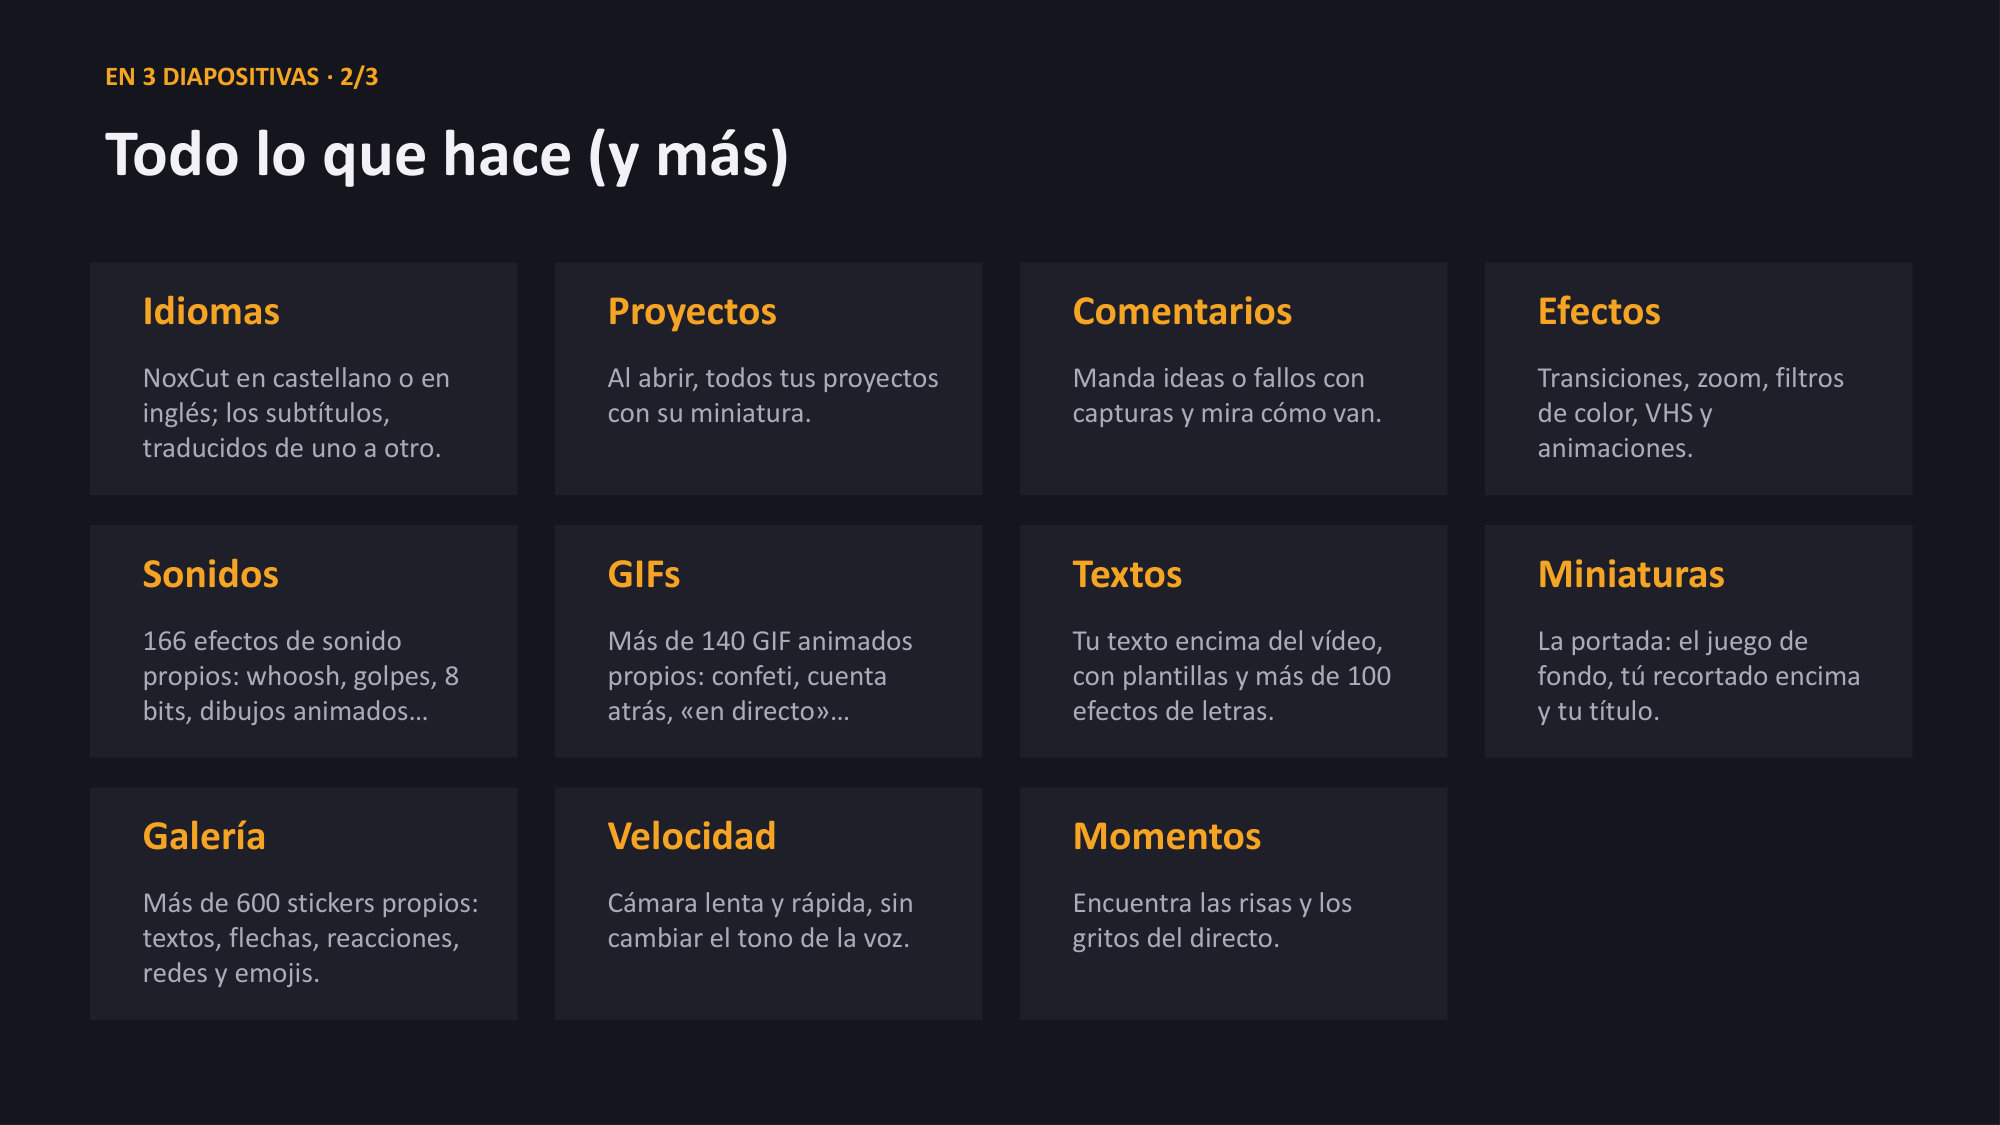 EN 3 DIAPOSITIVAS · 2/3
Todo lo que hace (y más)
Idiomas
NoxCut en castellano o en
inglés; los subtítulos,
traducidos de uno a otro.
Proyectos
Al abrir, todos tus proyectos
con su miniatura.
Comentarios
Manda ideas o fallos con
capturas y mira cómo van.
Efectos
Transiciones, zoom, filtros
de color, VHS y
animaciones.
Sonidos
166 efectos de sonido
propios: whoosh, golpes, 8
bits, dibujos animados...
GIFs
Más de 140 GIF animados
propios: confeti, cuenta
atrás, «en directo»...
Textos
Tu texto encima del vídeo,
con plantillas y más de 100
efectos de letras.
Miniaturas
La portada: el juego de
fondo, tú recortado encima
y tu título.
Galería
Más de 600 stickers propios:
textos, flechas, reacciones,
redes y emojis.
Velocidad
Cámara lenta y rápida, sin
cambiar el tono de la voz.
Momentos
Encuentra las risas y los
gritos del directo.